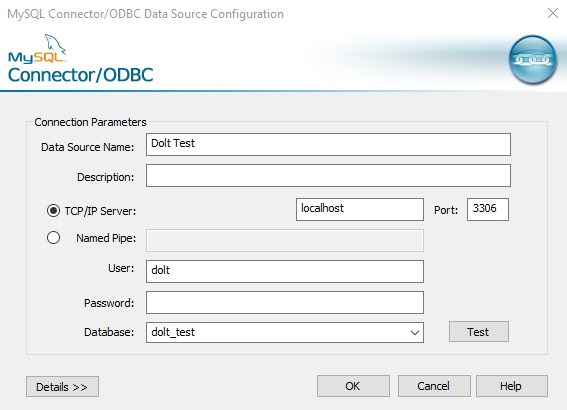 MySQL Connector/ODBC Data Source Configuration
MySQL
Connector/ODBC
Connection Parameters
Data Source Name: Dolt Test
Description:
TCP/IP Server: localhost Port: 3306
Named Pipe:
User: dolt
Password:
Database: dolt_test Test
Details >> OK Cancel Help